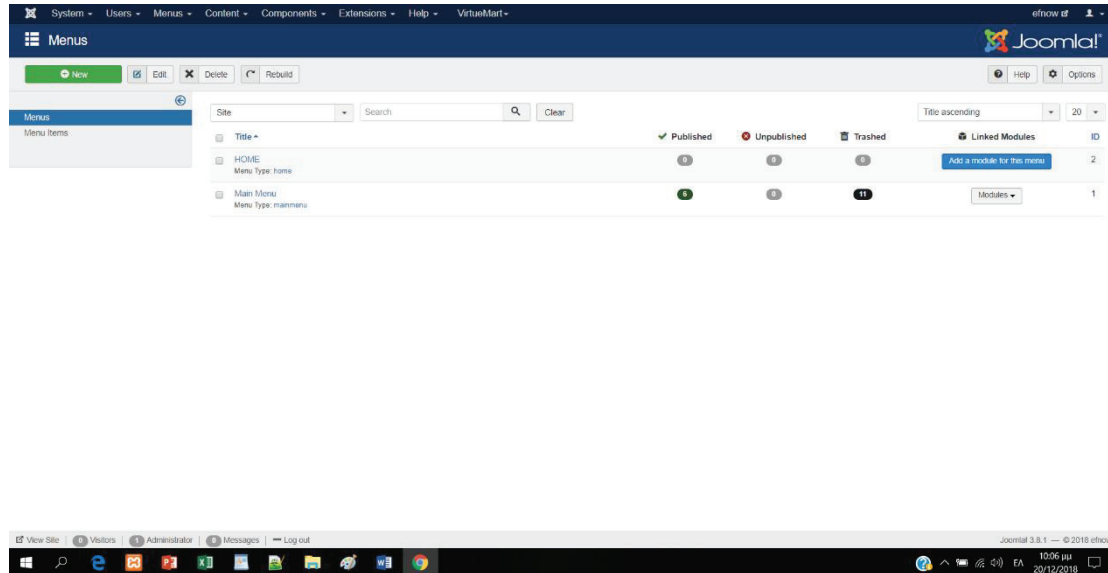 System Users Menus Content Components Extensions Help VirtueMart efnow
Menus Joomla!
New Edit Delete Rebuild Help Options
Site Search Clear Title ascending 20
Menus
Menu Items
Title Published Unpublished Trashed Linked Modules ID
HOME 0 0 0 Add a module for this menu 2
Menu Type: home
Main Menu 6 0 11 Modules 1
Menu Type: mainmenu
View Site 0 Visitors 1 Administrator 0 Messages Log out Joomla! 3.8.1 — © 2018
ΕΛ 10:06 μμ
20/12/2018